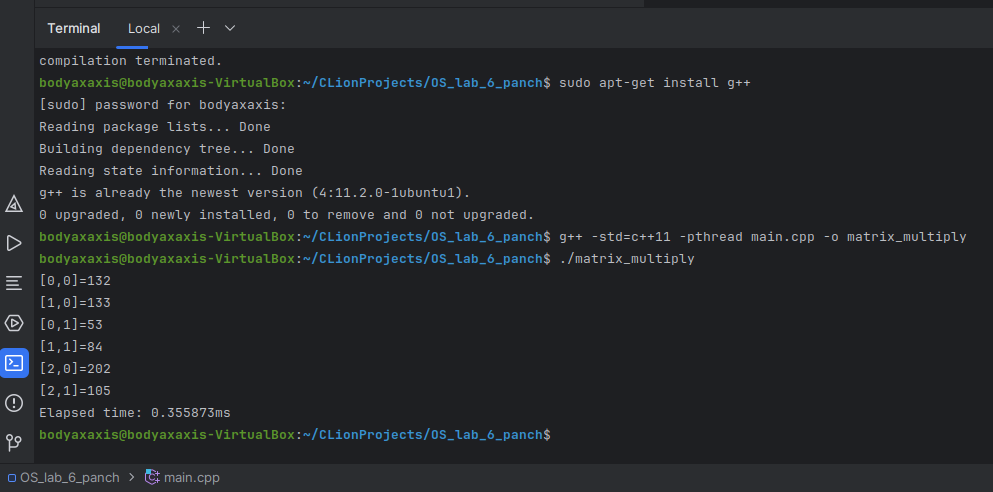 Terminal Local × +
compilation terminated.
bodyaxaxis@bodyaxaxis-VirtualBox:~/CLionProjects/OS_lab_6_panch$ sudo apt-get install g++
[sudo] password for bodyaxaxis:
Reading package lists... Done
Building dependency tree... Done
Reading state information... Done
g++ is already the newest version (4:11.2.0-1ubuntu1).
0 upgraded, 0 newly installed, 0 to remove and 0 not upgraded.
bodyaxaxis@bodyaxaxis-VirtualBox:~/CLionProjects/OS_lab_6_panch$ g++ -std=c++11 -pthread main.cpp -o matrix_multiply
bodyaxaxis@bodyaxaxis-VirtualBox:~/CLionProjects/OS_lab_6_panch$ ./matrix_multiply
[0,0]=132
[1,0]=133
[0,1]=53
[1,1]=84
[2,0]=202
[2,1]=105
Elapsed time: 0.355873ms
bodyaxaxis@bodyaxaxis-VirtualBox:~/CLionProjects/OS_lab_6_panch$
OS_lab_6_panch > main.cpp